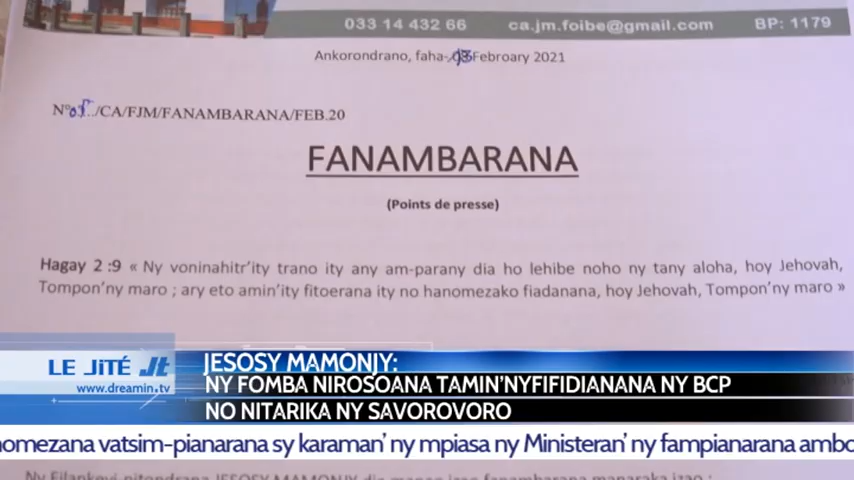 033 14 432 66 ca.jm.foibe@gmail.com BP: 1179
Ankorondrano, faha- Febroary 2021
/CA/FJM/FANAMBARANA/FEB.20
FANAMBARANA
(Points de presse)
Hagay 2 :9 « Ny voninahitr'ity trano ity any am-parany dia ho lehibe noho ny tany aloha, hoy Jehovah,
Tompon'ny maro ; ary eto amin'ity fitoerana ity no hanomezako fiadanana, hoy Jehovah, Tompon'ny maro »
LE JiTÉ Jt
www.dreamin.tv
JESOSY MAMONJY:
NY FOMBA NIROSOANA TAMIN'NYFIFIDIANANA NY BCP
NO NITARIKA NY SAVOROVORO
nomezana vatsim-pianarana sy karaman' ny mpiasa ny Ministeran' ny fampianarana ambo